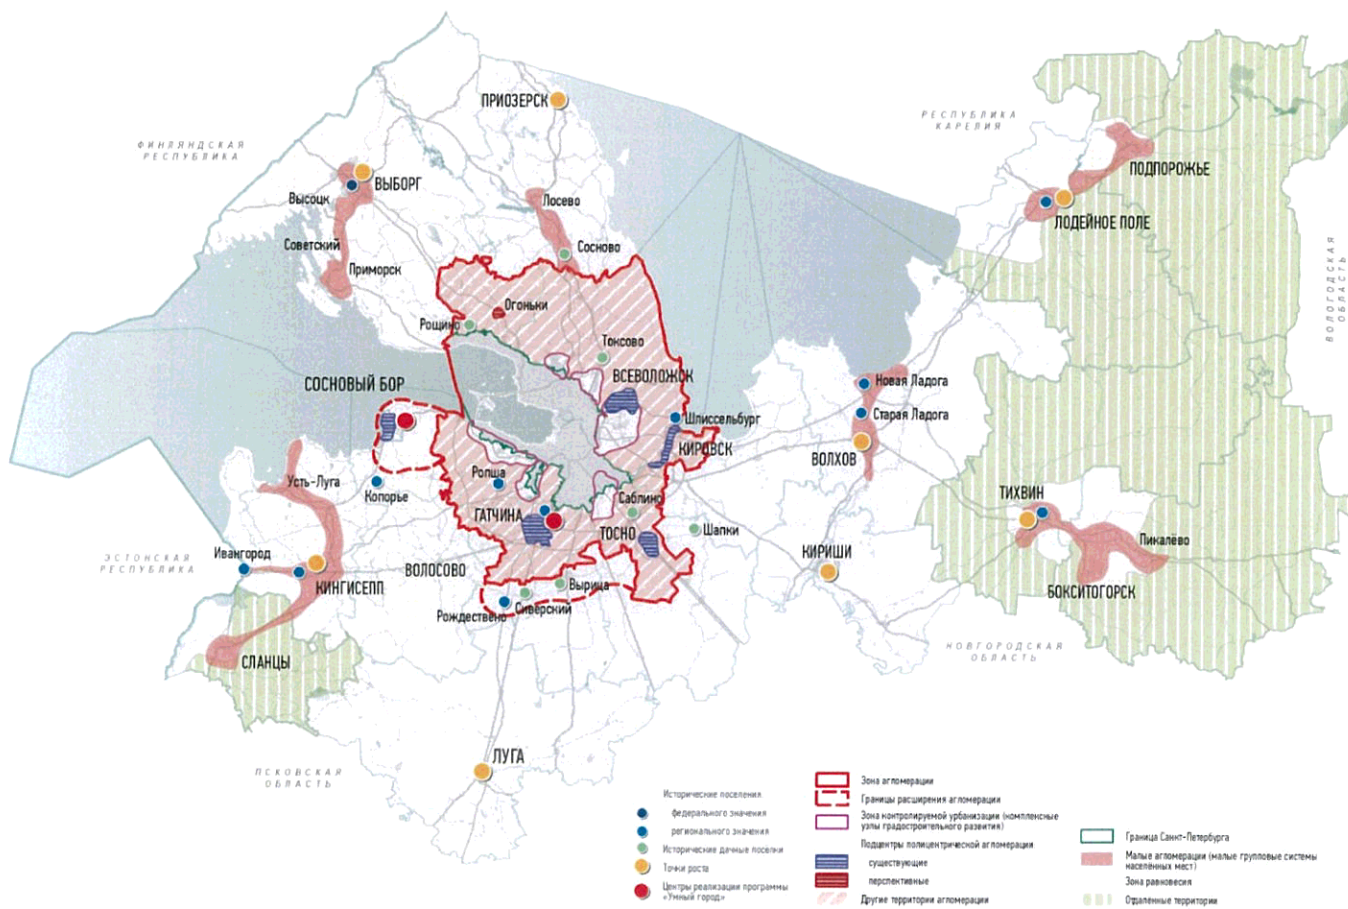 ПРИОЗЕРСК
РЕСПУБЛИКА
КАРЕЛИЯ
ФИНЛЯНДСКАЯ
РЕСПУБЛИКА
ПОДПОРОЖЬЕ
ВЫБОРГ
Высоцк
Лосево
ЛОДЕЙНОЕ ПОЛЕ
Советский
Сосново
ВОЛОГОДСКАЯ
ОБЛАСТЬ
Приморск
Огоньки
Рощино
Токсово
ВСЕВОЛОЖСК
СОСНОВЫЙ БОР
Новая Ладога
Шлиссельбург
Старая Ладога
КИРОВСК
ВОЛХОВ
Ропша
Усть-Луга
Копорье
Саблино
ТИХВИН
ГАТЧИНА
ТОСНО
Шапки
Пикалёво
Ивангород
ЭСТОНСКАЯ
РЕСПУБЛИКА
КИРИШИ
ВОЛОСОВО
КИНГИСЕПП
Вырица
БОКСИТОГОРСК
Сиверский
Рождествено
НОВГОРОДСКАЯ
ОБЛАСТЬ
СЛАНЦЫ
ЛУГА
ПСКОВСКАЯ
ОБЛАСТЬ
Исторические поселения
федерального значения
регионального значения
Исторические дачные поселки
Точки роста
Центры реализации программы
«Умный город»
Зона агломерации
Границы расширения агломерации
Зона контролируемой урбанизации (комплексные
узлы градостроительного развития)
Подцентры полицентрической агломерации
существующие
перспективные
Другие территории агломерации
Граница Санкт-Петербурга
Малые агломерации (малые групповые системы
населённых мест)
Зона равновесия
Отдалённые территории